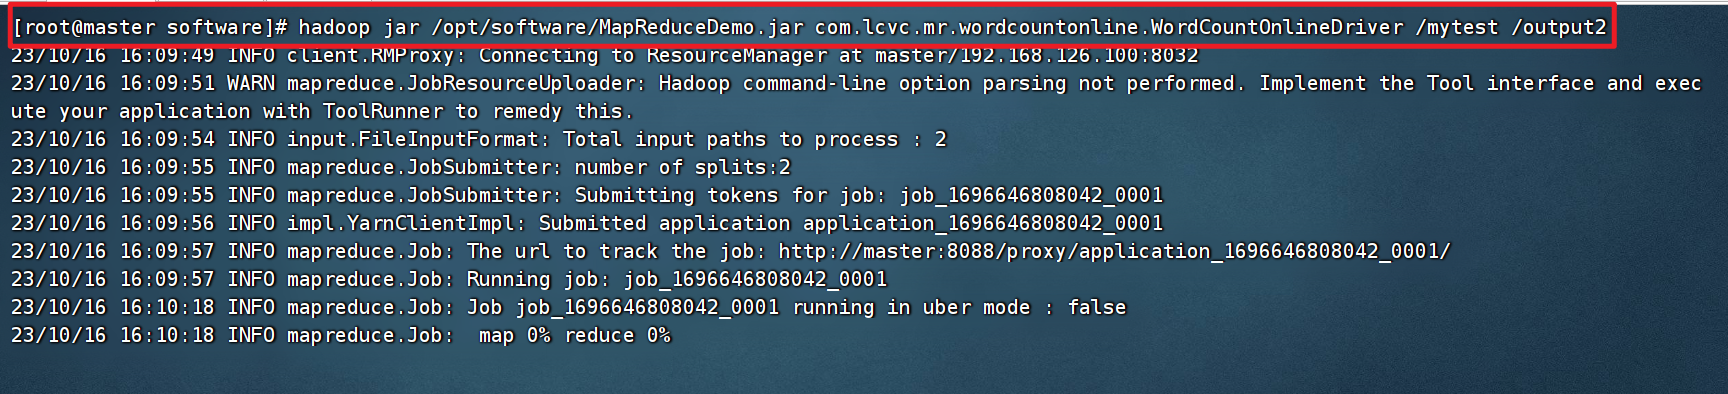 [root@master software]# hadoop jar /opt/software/MapReduceDemo.jar com.lcvc.mr.wordcountonline.WordCountOnlineDriver /mytest /output2
23/10/16 16:09:49 INFO client.RMProxy: Connecting to ResourceManager at master/192.168.126.100:8032
23/10/16 16:09:51 WARN mapreduce.JobResourceUploader: Hadoop command-line option parsing not performed. Implement the Tool interface and exec
ute your application with ToolRunner to remedy this.
23/10/16 16:09:54 INFO input.FileInputFormat: Total input paths to process : 2
23/10/16 16:09:55 INFO mapreduce.JobSubmitter: number of splits:2
23/10/16 16:09:55 INFO mapreduce.JobSubmitter: Submitting tokens for job: job_1696646808042_0001
23/10/16 16:09:56 INFO impl.YarnClientImpl: Submitted application application_1696646808042_0001
23/10/16 16:09:57 INFO mapreduce.Job: The url to track the job: http://master:8088/proxy/application_1696646808042_0001/
23/10/16 16:09:57 INFO mapreduce.Job: Running job: job_1696646808042_0001
23/10/16 16:10:18 INFO mapreduce.Job: Job job_1696646808042_0001 running in uber mode : false
23/10/16 16:10:18 INFO mapreduce.Job:  map 0% reduce 0%